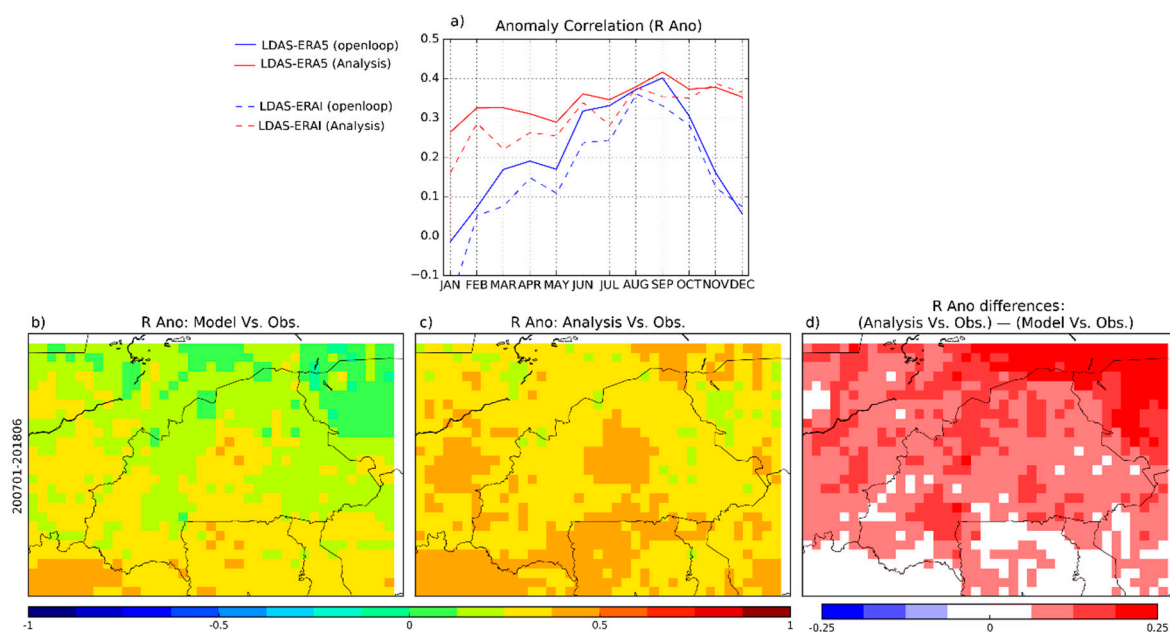 a)
Anomaly Correlation (R Ano)
LDAS-ERA5 (openloop)
LDAS-ERA5 (Analysis)
LDAS-ERAI (openloop)
LDAS-ERAI (Analysis)
0.5
0.4
0.3
0.2
0.1
0.0
−0.1
JAN FEB MAR APR MAY JUN JUL AUG SEP OCT NOV DEC
b)
R Ano: Model Vs. Obs.
c)
R Ano: Analysis Vs. Obs.
d)
R Ano differences:
(Analysis Vs. Obs.) — (Model Vs. Obs.)
200701-201806
-1 -0.5 0 0.5 1
-0.25 0 0.25